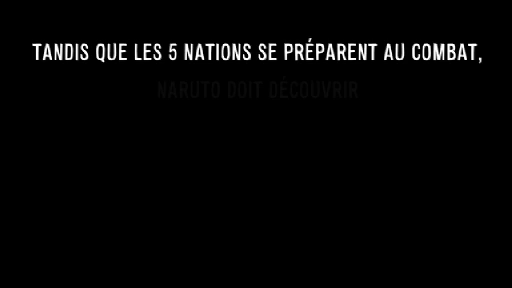 TANDIS QUE LES 5 NATIONS SE PRÉPARENT AU COMBAT,
NARUTO DOIT DÉCOUVRIR